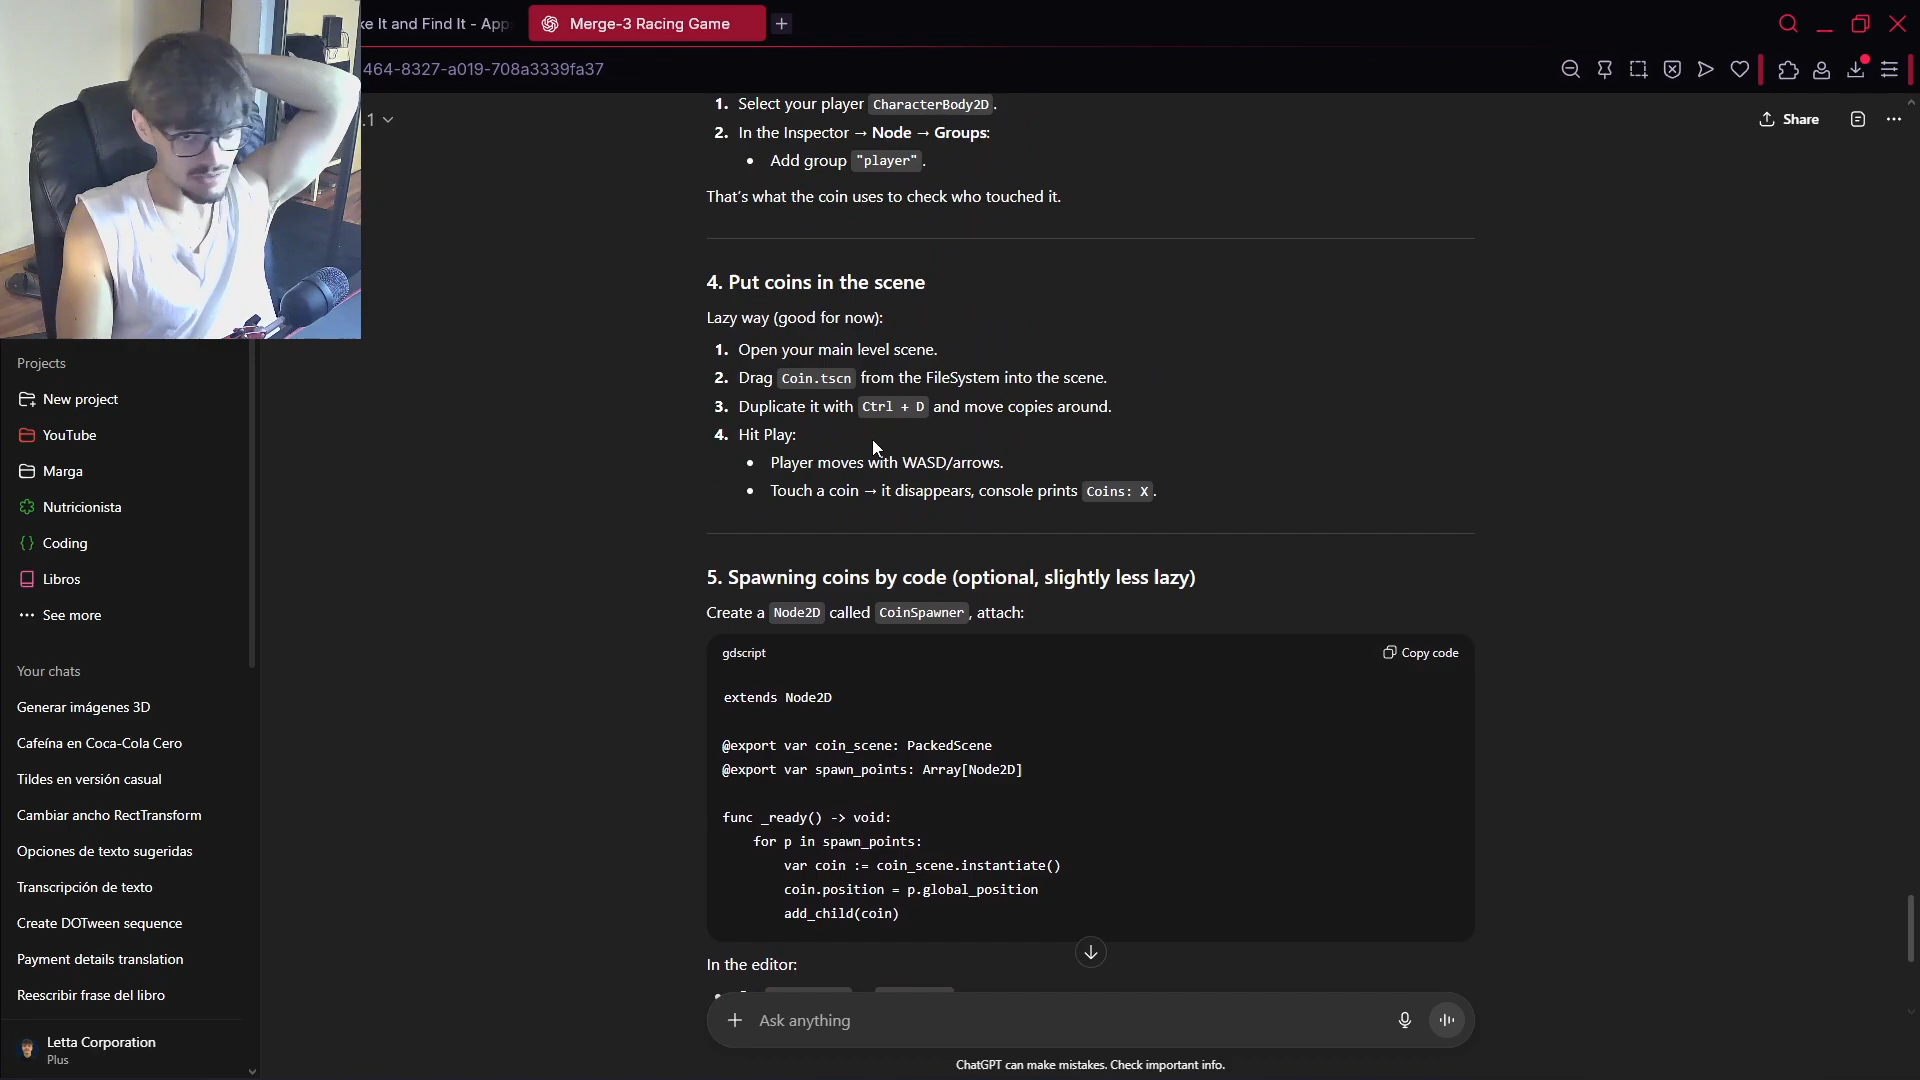 ke It and Find It - App
Merge-3 Racing Game
464-8327-a019-708a3339fa37
.1
Share
1. Select your player CharacterBody2D.
2. In the Inspector → Node → Groups:
• Add group "player".
That's what the coin uses to check who touched it.
4. Put coins in the scene
Lazy way (good for now):
1. Open your main level scene.
2. Drag Coin.tscn from the FileSystem into the scene.
3. Duplicate it with Ctrl + D and move copies around.
4. Hit Play:
• Player moves with WASD/arrows.
• Touch a coin → it disappears, console prints Coins: X.
5. Spawning coins by code (optional, slightly less lazy)
Create a Node2D called CoinSpawner, attach:
gdscript
Copy code
extends Node2D
@export var coin_scene: PackedScene
@export var spawn_points: Array[Node2D]
func _ready() -> void:
for p in spawn_points:
var coin := coin_scene.instantiate()
coin.position = p.global_position
add_child(coin)
In the editor:
Ask anything
ChatGPT can make mistakes. Check important info.
Projects
New project
YouTube
Marga
Nutricionista
Coding
Libros
See more
Your chats
Generar imágenes 3D
Cafeína en Coca-Cola Cero
Tildes en versión casual
Cambiar ancho RectTransform
Opciones de texto sugeridas
Transcripción de texto
Create DOTween sequence
Payment details translation
Reescribir frase del libro
Letta Corporation
Plus